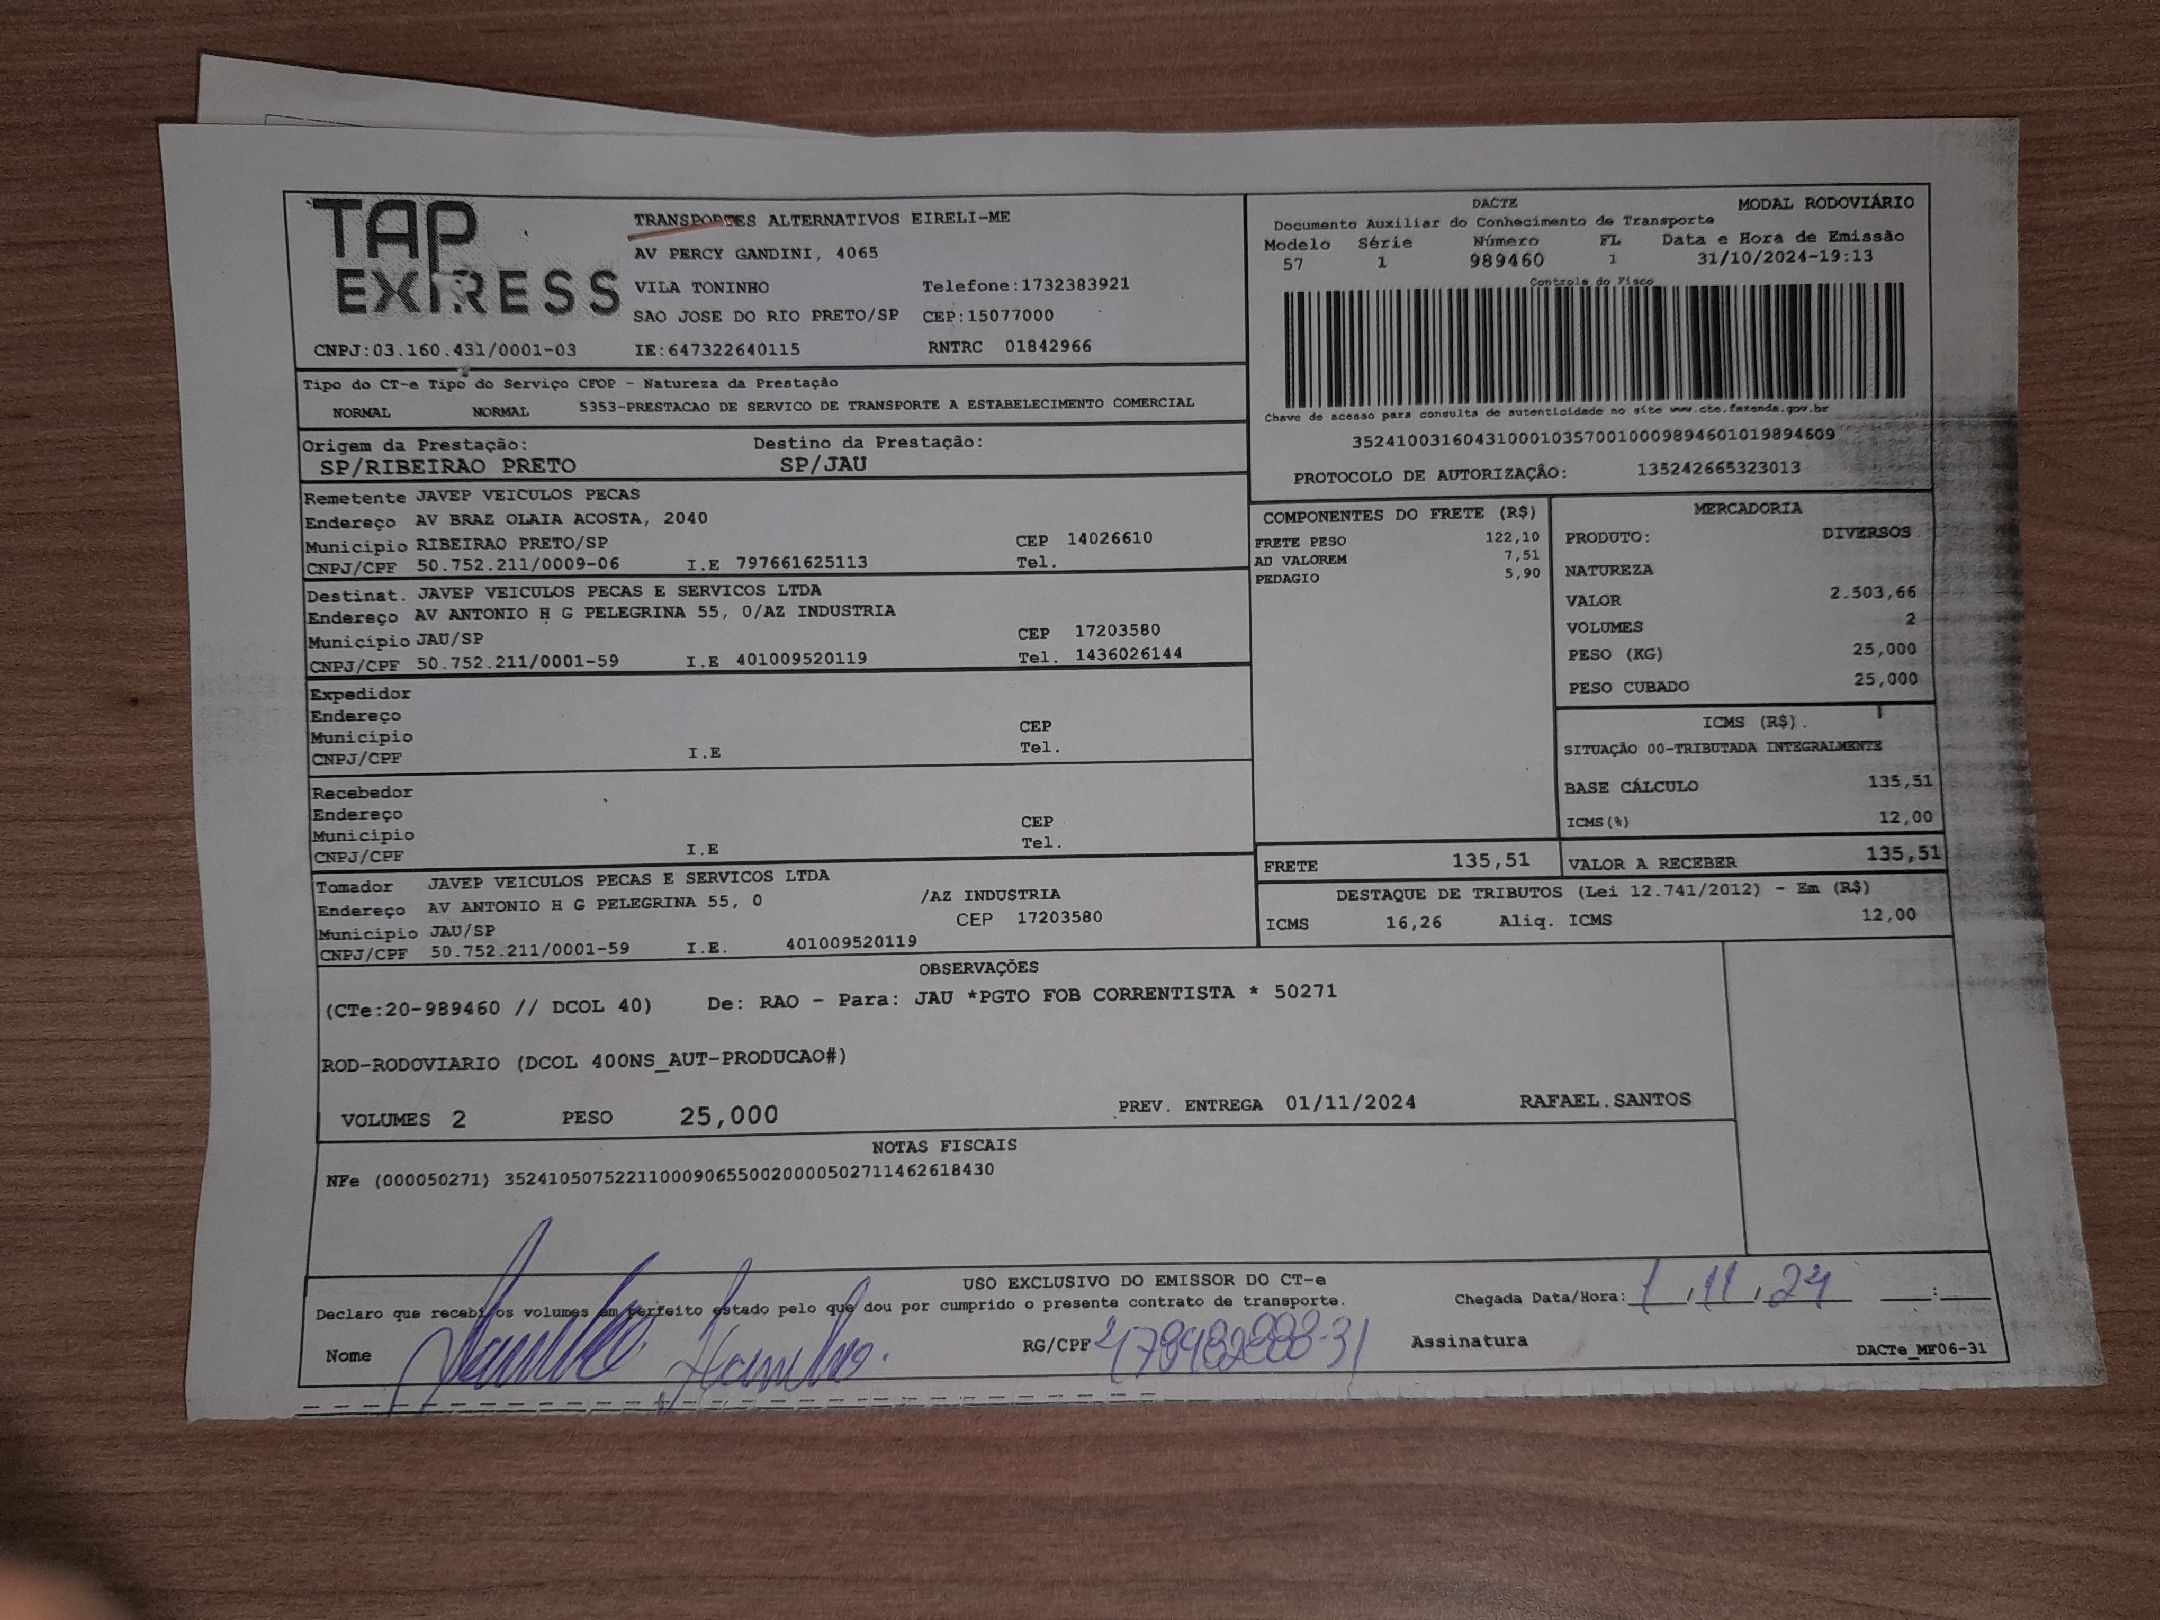 TAP
EXPRESS
TRANSPORTES ALTERNATIVOS EIRELI-ME
AV PERCY GANDINI, 4065
VILA TONINHO Telefone:1732383921
SAO JOSE DO RIO PRETO/SP CEP:15077000
CNPJ:03.160.431/0001-03 IE:647322640115 RNTRC 01842966
DACTE MODAL RODOVIÁRIO
Documento Auxiliar do Conhecimento de Transporte
Modelo Série Número FL Data e Hora de Emissão
57 1 989460 1 31/10/2024-19:13
Controle do Fisco
Chave de acesso para consulta de autenticidade no site www.cte.fazenda.gov.br
35241003160431000103570010009894601019894609
PROTOCOLO DE AUTORIZAÇÃO: 135242665323013
Tipo do CT-e Tipo do Serviço CFOP - Natureza da Prestação
NORMAL NORMAL 5353-PRESTACAO DE SERVICO DE TRANSPORTE A ESTABELECIMENTO COMERCIAL
Origem da Prestação: Destino da Prestação:
SP/RIBEIRAO PRETO SP/JAU
Remetente JAVEP VEICULOS PECAS
Endereço AV BRAZ OLAIA ACOSTA, 2040
Município RIBEIRAO PRETO/SP CEP 14026610
CNPJ/CPF 50.752.211/0009-06 I.E 797661625113 Tel.
Destinat. JAVEP VEICULOS PECAS E SERVICOS LTDA
Endereço AV ANTONIO H G PELEGRINA 55, 0/AZ INDUSTRIA
Município JAU/SP CEP 17203580
CNPJ/CPF 50.752.211/0001-59 I.E 401009520119 Tel. 1436026144
Expedidor
Endereço
Município CEP
CNPJ/CPF I.E Tel.
Recebedor
Endereço
Município CEP
CNPJ/CPF I.E Tel.
Tomador JAVEP VEICULOS PECAS E SERVICOS LTDA
Endereço AV ANTONIO H G PELEGRINA 55, 0 /AZ INDUSTRIA
Município JAU/SP CEP 17203580
CNPJ/CPF 50.752.211/0001-59 I.E. 401009520119
COMPONENTES DO FRETE (R$)
FRETE PESO 122,10
AD VALOREM 7,51
PEDAGIO 5,90
MERCADORIA
PRODUTO: DIVERSOS
NATUREZA
VALOR 2.503,66
VOLUMES 2
PESO (KG) 25,000
PESO CUBADO 25,000
ICMS (R$).
SITUAÇÃO 00-TRIBUTADA INTEGRALMENTE
BASE CÁLCULO 135,51
ICMS(%) 12,00
FRETE 135,51 VALOR A RECEBER 135,51
DESTAQUE DE TRIBUTOS (Lei 12.741/2012) - Em (R$)
ICMS 16,26 Aliq. ICMS 12,00
OBSERVAÇÕES
(CTe:20-989460 // DCOL 40) De: RAO - Para: JAU *PGTO FOB CORRENTISTA * 50271
ROD-RODOVIARIO (DCOL 400NS_AUT-PRODUCAO#)
VOLUMES 2 PESO 25,000 PREV. ENTREGA 01/11/2024 RAFAEL.SANTOS
NOTAS FISCAIS
NFe (000050271) 35241050752211000906550020000502711462618430
USO EXCLUSIVO DO EMISSOR DO CT-e
Declaro que recebi os volumes em perfeito estado pelo que dou por cumprido o presente contrato de transporte. Chegada Data/Hora: 1 11 24 :
Nome RG/CPF Assinatura
DACTe_MF06-31